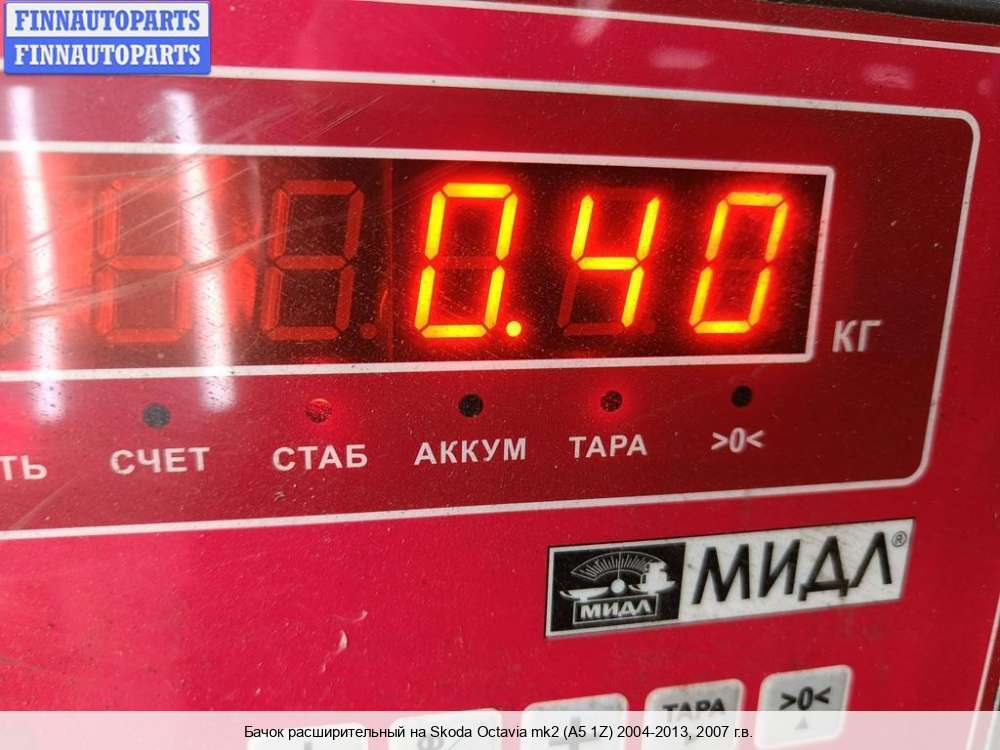 FINNAUTOPARTS
FINNAUTOPARTS
0.40
КГ
СЧЕТ СТАБ АККУМ ТАРА >0<
МИДЛ МИДЛ®
ТАРА >0<
Бачок расширительный на Skoda Octavia mk2 (A5 1Z) 2004-2013, 2007 г.в.